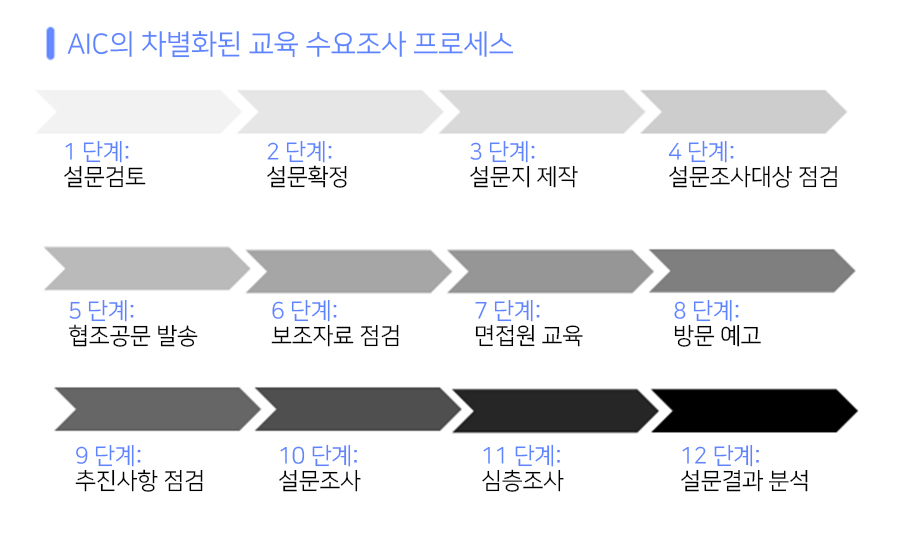 AIC의 차별화된 교육 수요조사 프로세스
1 단계:
설문검토
2 단계:
설문확정
3 단계:
설문지 제작
4 단계:
설문조사대상 점검
5 단계:
협조공문 발송
6 단계:
보조자료 점검
7 단계:
면접원 교육
8 단계:
방문 예고
9 단계:
추진사항 점검
10 단계:
설문조사
11 단계:
심층조사
12 단계:
설문결과 분석